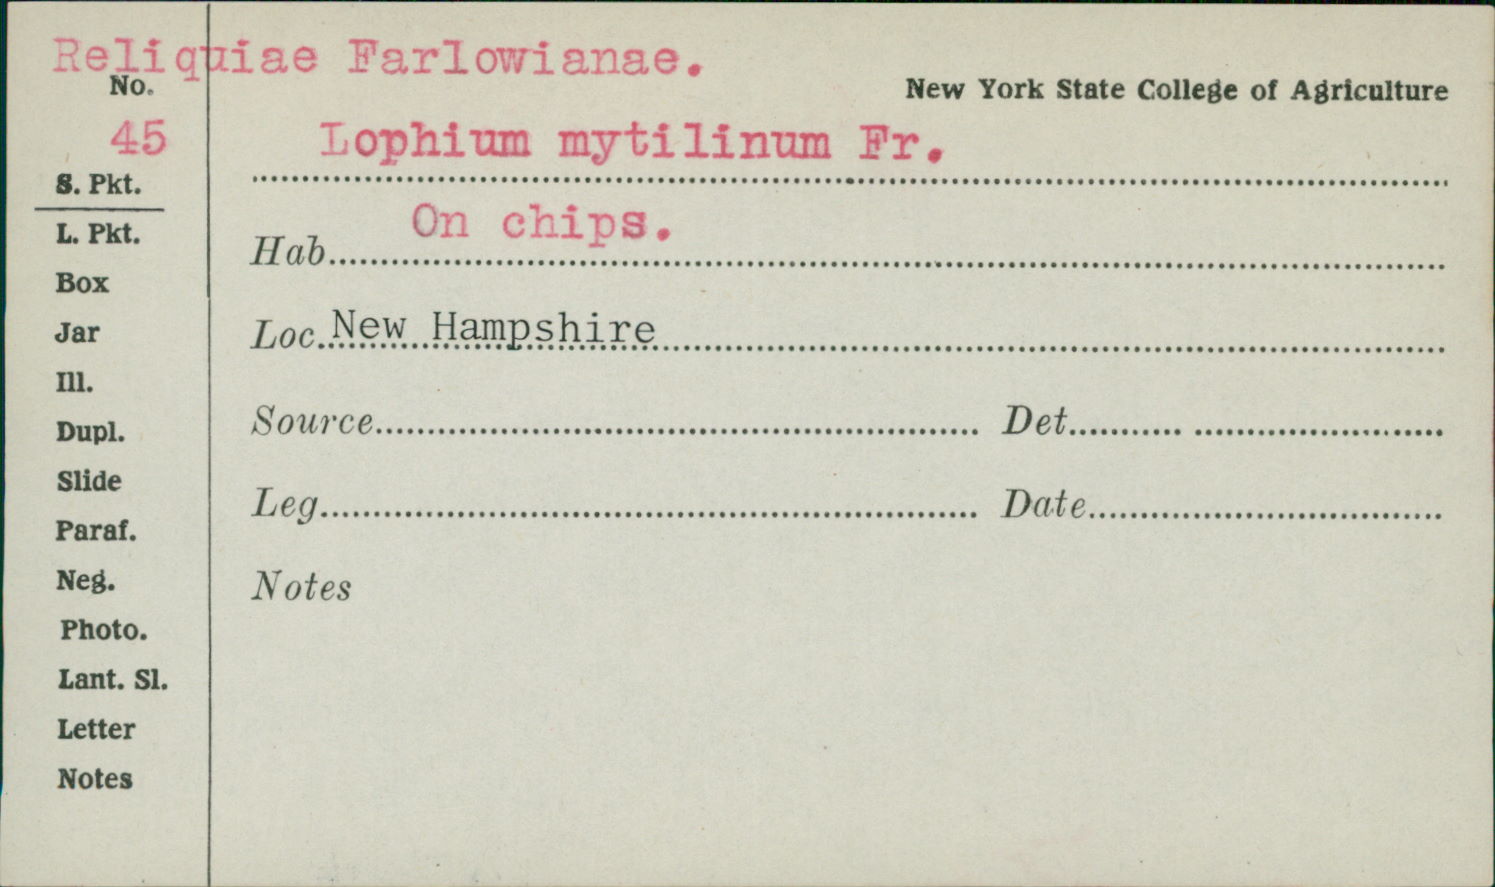 Reliquiae Farlowianae.
No.
New York State College of Agriculture
45
Lophium mytilinum Fr.
S. Pkt.
On chips.
L. Pkt.
Hab
Box
Jar
Loc. New Hampshire
Ill.
Dupl.
Source Det.
Slide
Leg. Date
Paraf.
Neg.
Notes
Photo.
Lant. Sl.
Letter
Notes